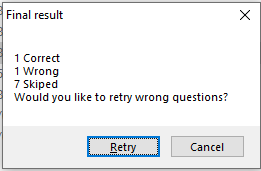 Final result
1 Correct
1 Wrong
7 Skiped
Would you like to retry wrong questions?
Retry
Cancel